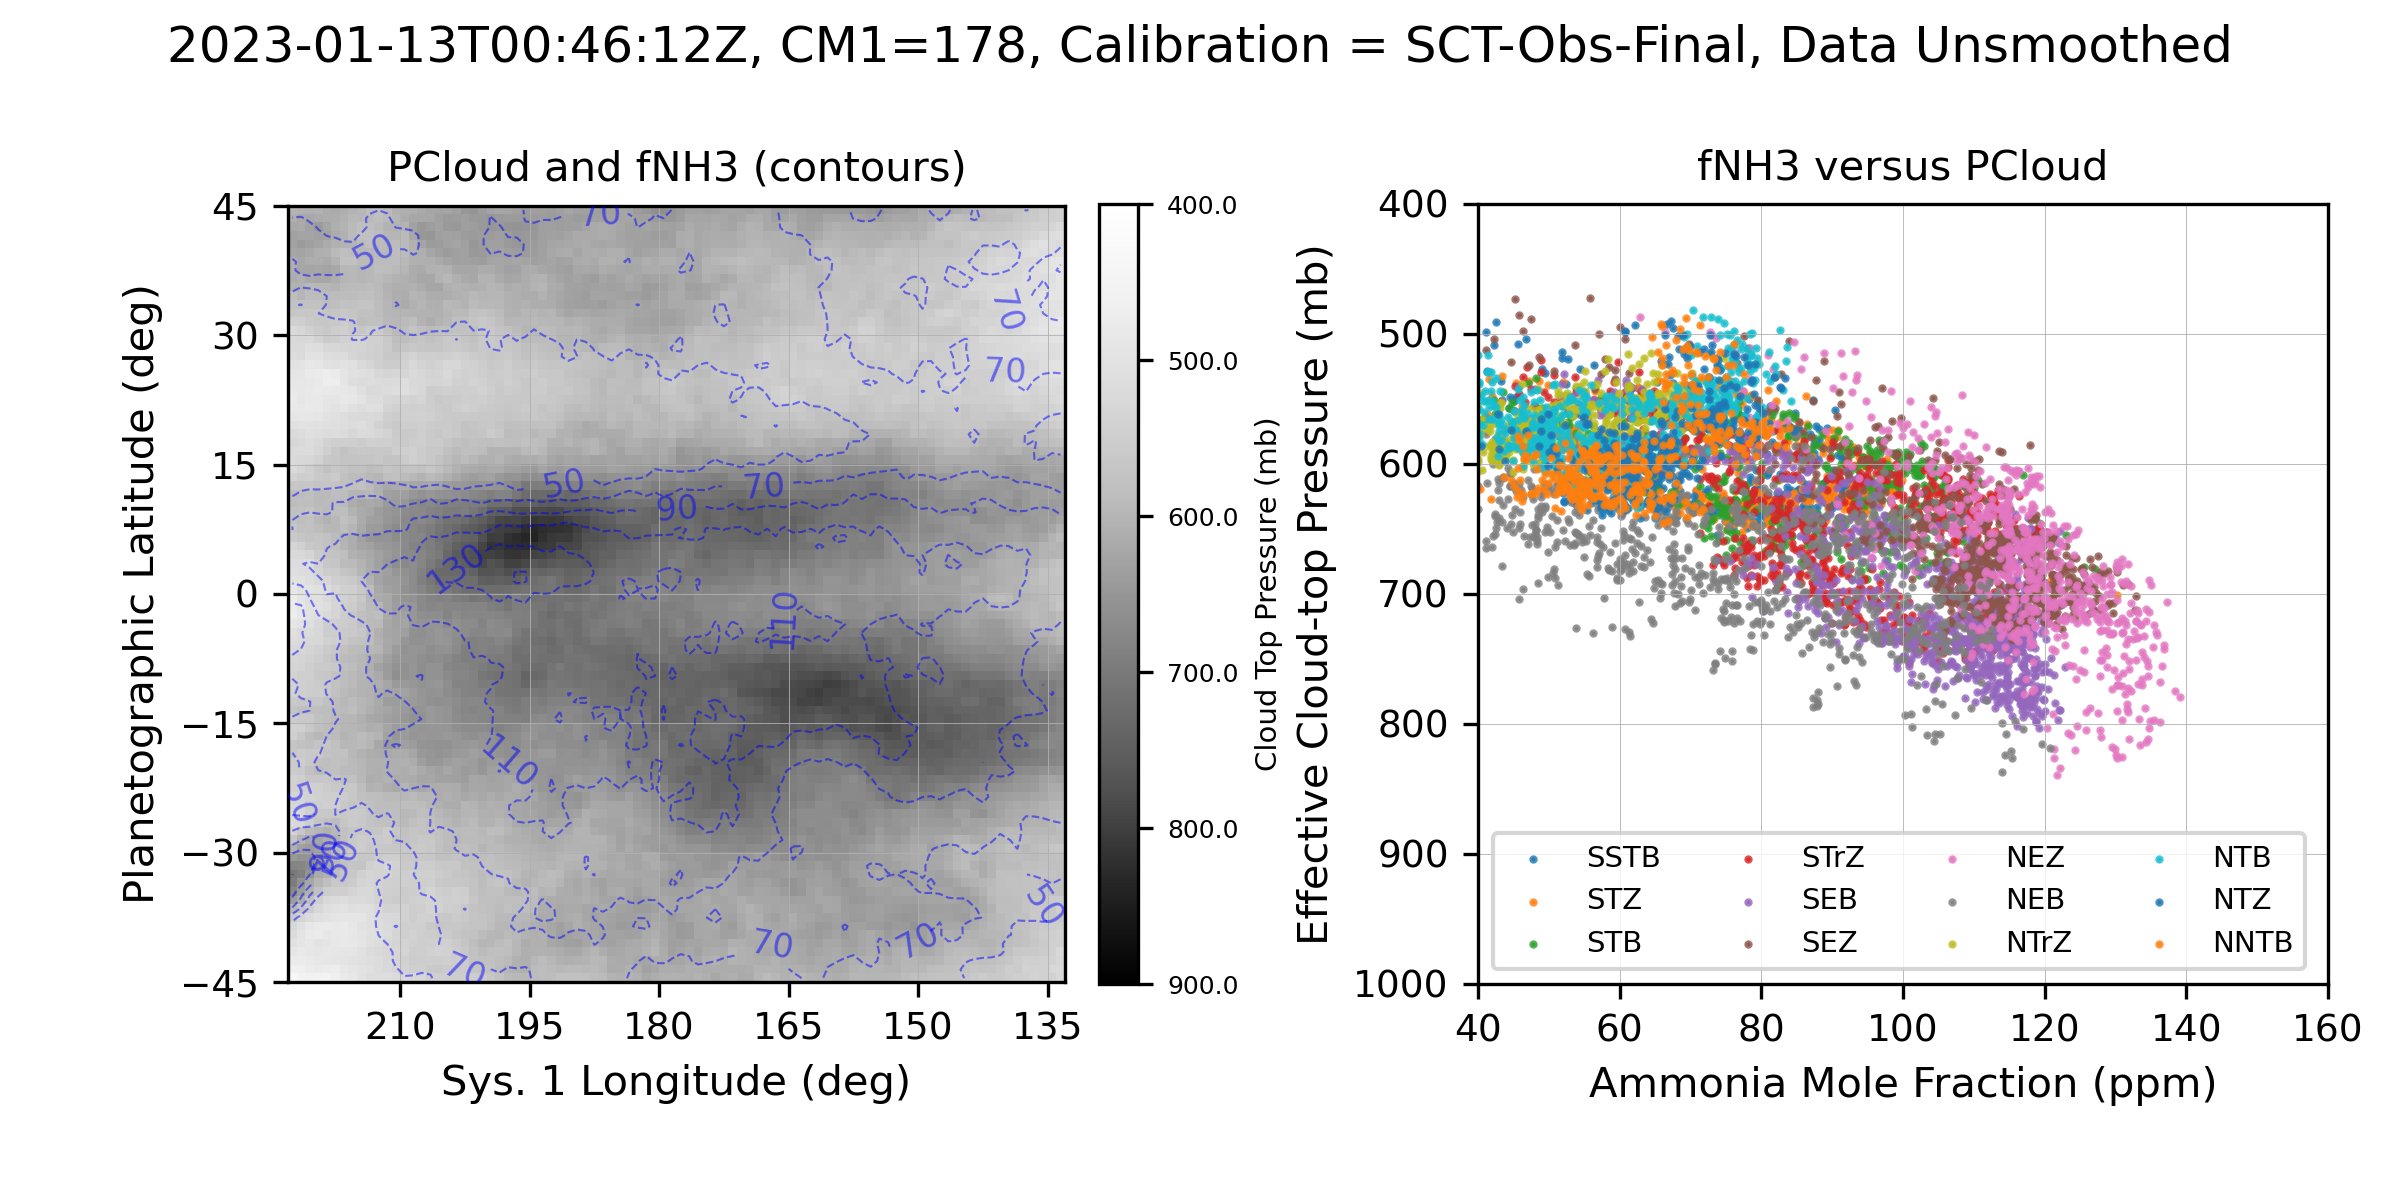 2023-01-13T00:46:12Z, CM1=178, Calibration = SCT-Obs-Final, Data Unsmoothed
PCloud and fNH3 (contours)
45
30
15
0
−15
−30
−45
Planetographic Latitude (deg)
210
195
180
165
150
135
Sys. 1 Longitude (deg)
70
50
70
70
50
70
90
130
110
110
50
50
50
70
70
70
400.0
500.0
600.0
700.0
800.0
900.0
Cloud Top Pressure (mb)
fNH3 versus PCloud
400
500
600
700
800
900
1000
Effective Cloud-top Pressure (mb)
40
60
80
100
120
140
160
Ammonia Mole Fraction (ppm)
SSTB
STZ
STB
STrZ
SEB
SEZ
NEZ
NEB
NTrZ
NTB
NTZ
NNTB